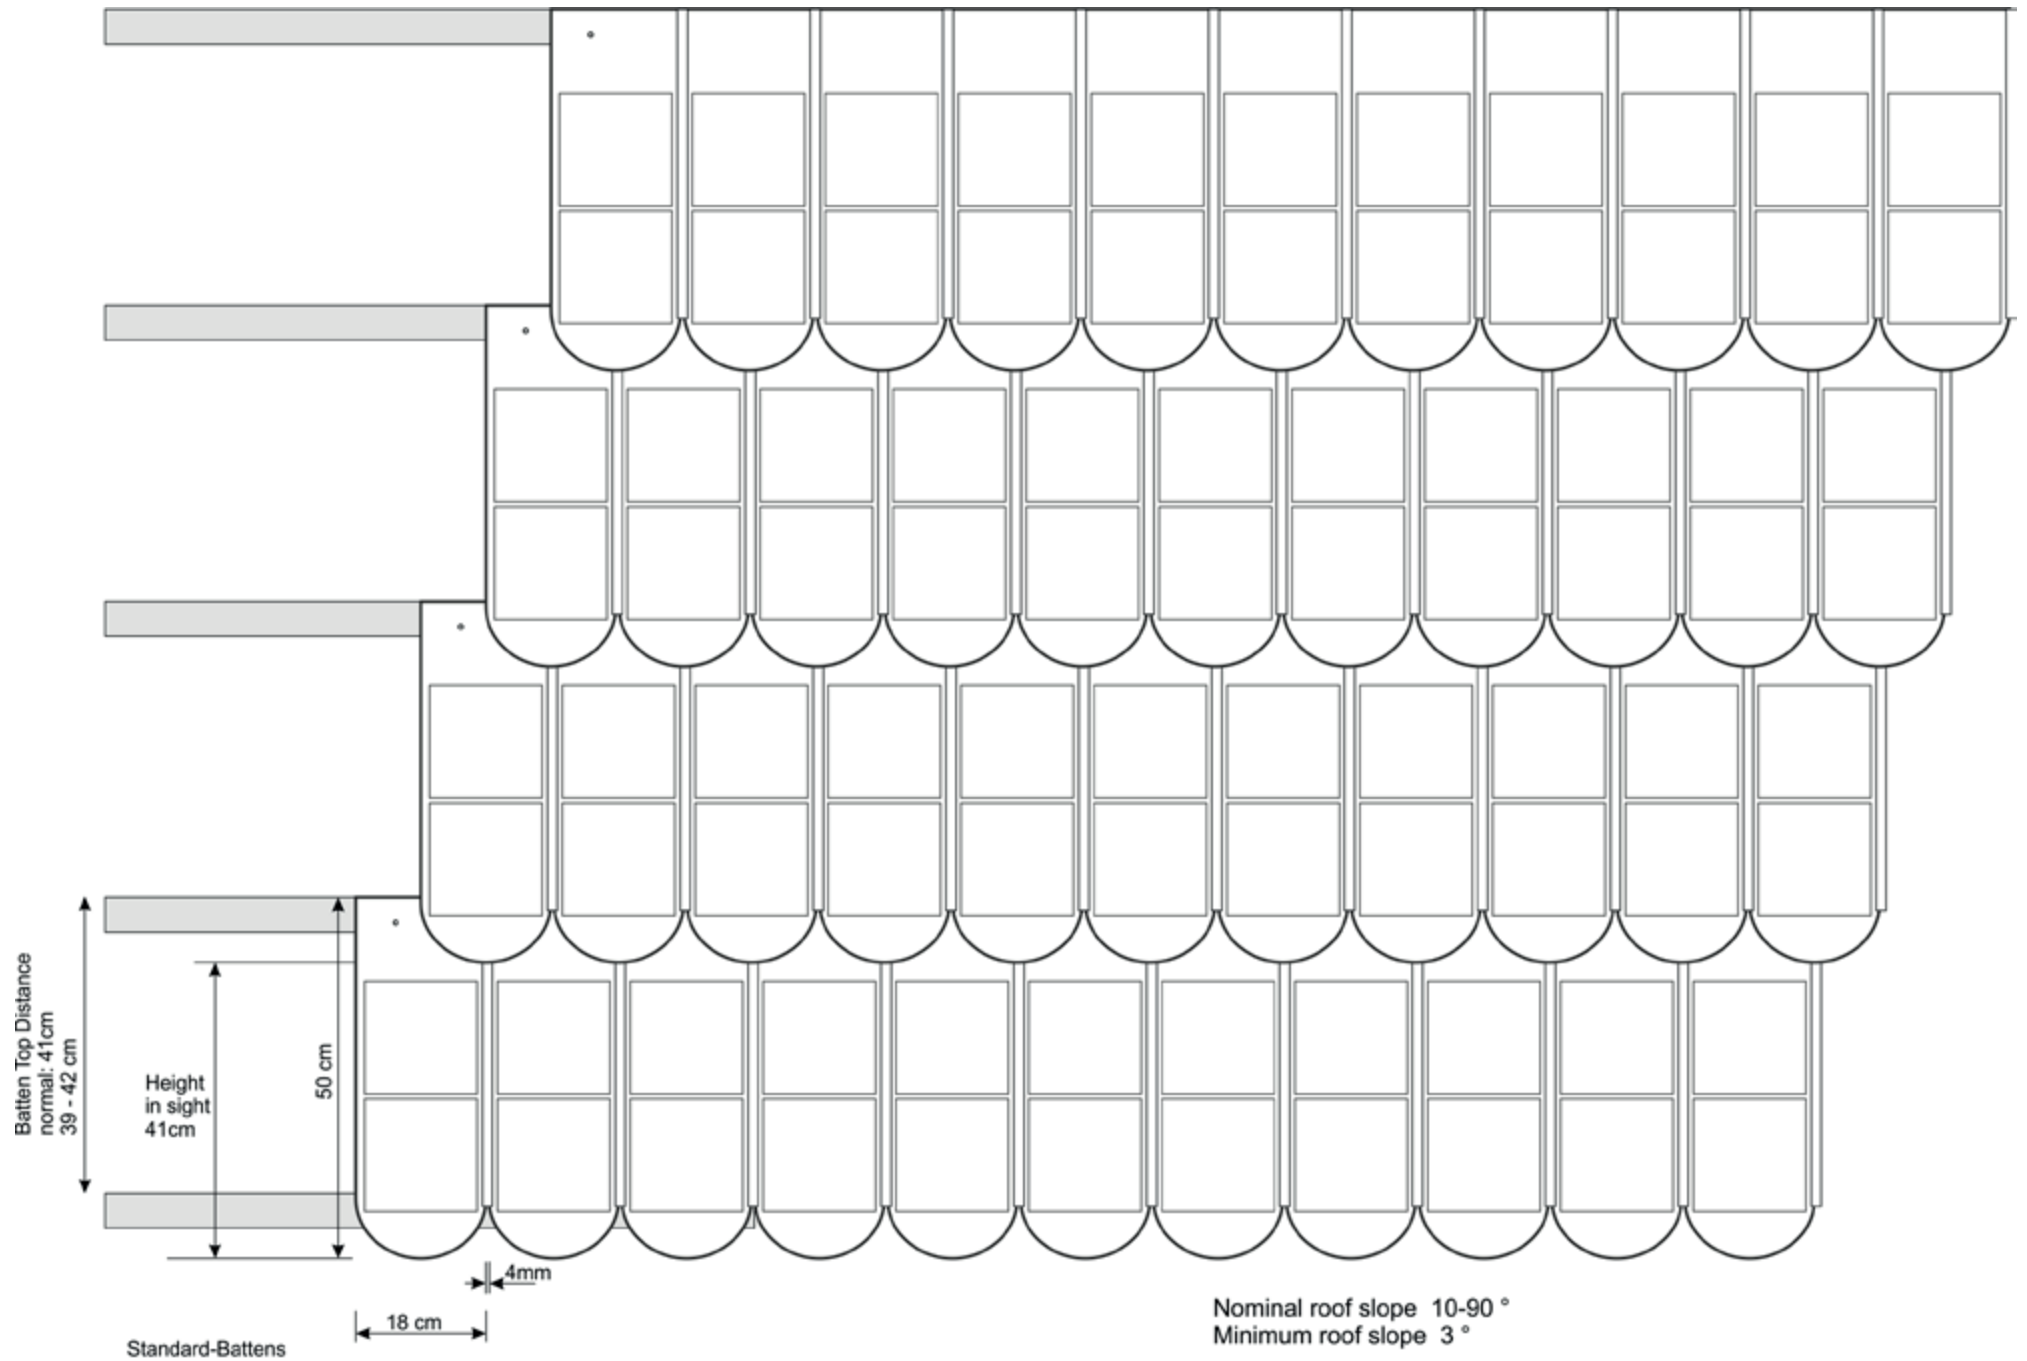 Batten Top Distance
normal: 41cm
39 - 42 cm
Height
in sight
41cm
50 cm
4mm
18 cm
Standard-Battens
Nominal roof slope 10-90 °
Minimum roof slope 3 °